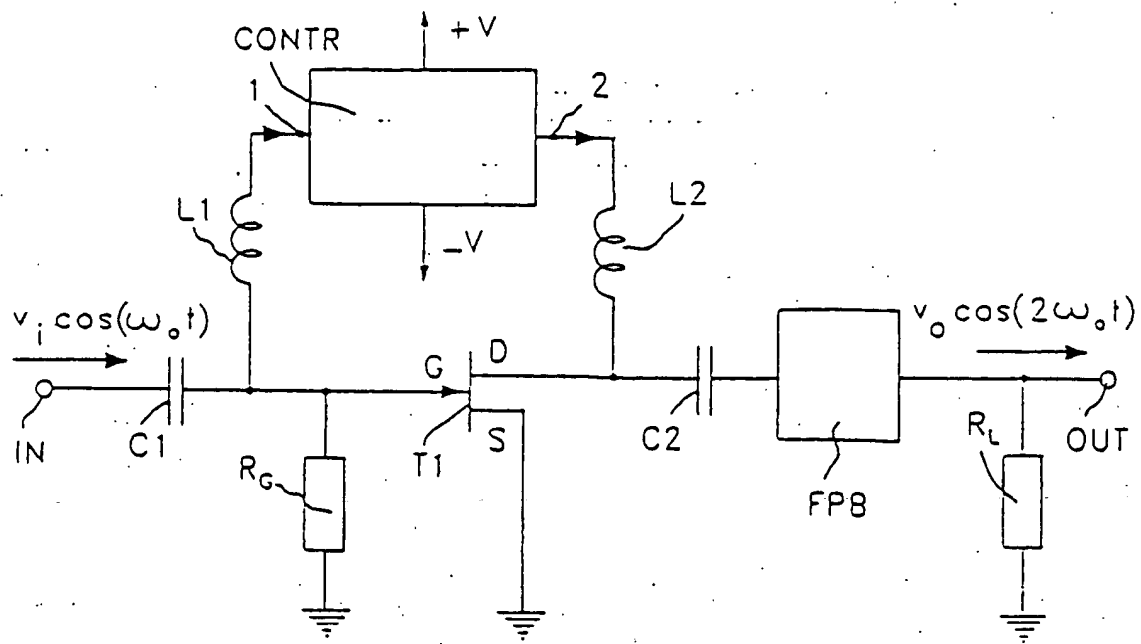 CONTR
+V
1
2
L1
L2
-V
v_i cos(ω_o t)
v_o cos(2ω_o t)
G
D
S
IN
C1
R_G
T1
C2
FPB
R_L
OUT